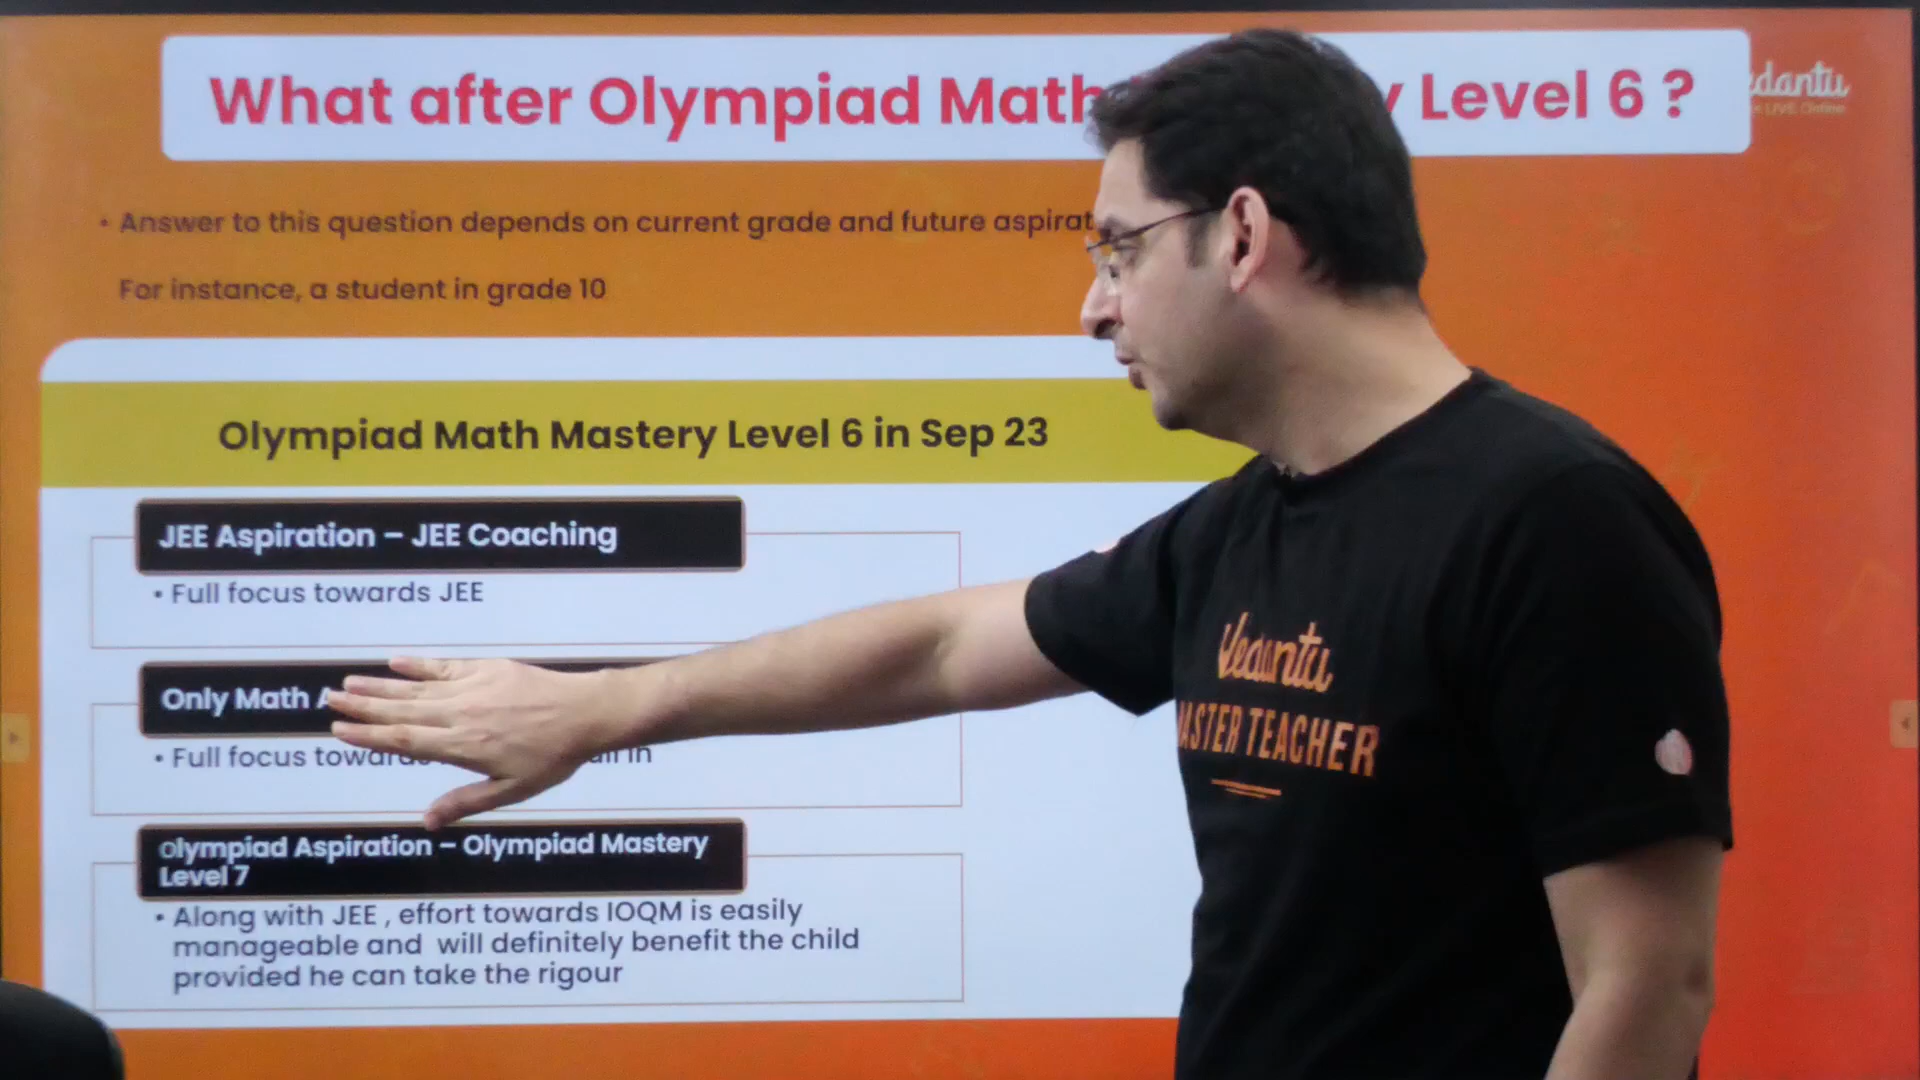 What after Olympiad Math Level 6 ?
• Answer to this question depends on current grade and future
For instance, a student in grade 10
Olympiad Math Mastery Level 6 in Sep 23
JEE Aspiration – JEE Coaching
• Full focus towards JEE
Only Math
• Full focus in
olympiad Aspiration – Olympiad Mastery
Level 7
• Along with JEE , effort towards IOQM is easily
manageable and will definitely benefit the child
provided he can take the rigour
Vedantu
MASTER TEACHER